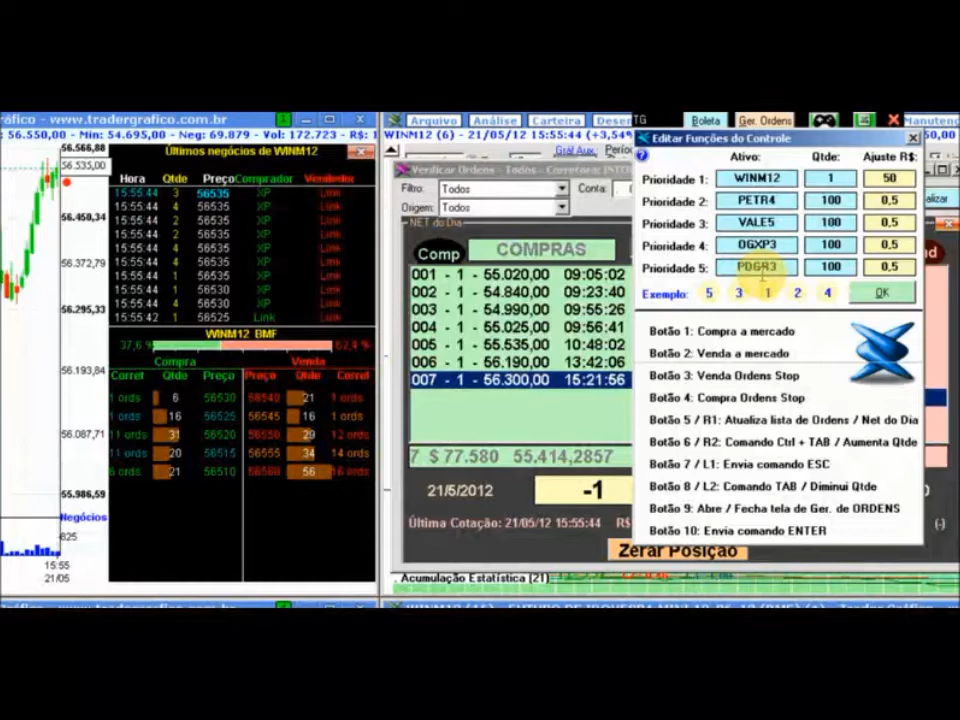 áfico - www.tradergrafico.com.br
: 56.550,00 - Min: 54.695,00 - Neg: 69.879 - Vol: 172.723 - R$: 1
56.566,88
56.535,00
56.450,34
56.372,79
56.295,33
56.193,84
56.087,71
55.986,59
Negócios
825
15:55
21/05
Últimos negócios de WINM12
Hora Qtde Preço Comprador Vendedor
15:55:44 3 56535 XP Link
15:55:44 4 56535 XP Link
15:55:44 2 56535 XP Link
15:55:44 2 56535 XP Link
15:55:44 4 56535 XP Link
15:55:44 1 56535 XP Link
15:55:44 1 56535 XP Link
15:55:44 4 56535 XP Link
15:55:42 1 56535 Link Link
WINM12 BMF
37,6 % 62,4 %
Compra Venda
Corret Qtde Preço Preço Qtde Corret
1 ords 6 56530 56540 21 1 ords
1 ords 16 56525 56545 16 1 ords
11 ords 31 56520 56550 29 12 ords
11 ords 20 56515 56555 34 14 ords
6 ords 21 56510 56560 56 16 ords
Arquivo Análise Carteira Desen TG Boleta Ger. Ordens Manutenç
WINM12 (6) - 21/05/12 15:55:44 (+3,54% 50,00
Gráf Aux Períod
Verificar Ordens - Todos - Corretora: INTER
Filtro: Todos Conta:
Origem: Todos
alizar
NET do Dia
Comp COMPRAS
001 - 1 - 55.020,00 09:05:02
002 - 1 - 54.840,00 09:23:40
003 - 1 - 54.990,00 09:55:26
004 - 1 - 55.025,00 09:56:41
005 - 1 - 55.535,00 10:48:02
006 - 1 - 56.190,00 13:42:06
007 - 1 - 56.300,00 15:21:56
7 $ 77.580 55.414,2857
21/5/2012 -1
Última Cotação: 21/05/12 15:55:44 R$ (-)
Zerar Posição
Acumulação Estatística (21)
Editar Funções do Controle
Ativo: Qtde: Ajuste R$:
Prioridade 1: WINM12 1 50
Prioridade 2: PETR4 100 0,5
Prioridade 3: VALE5 100 0,5
Prioridade 4: OGXP3 100 0,5
Prioridade 5: PDGR3 100 0,5
Exemplo: 5 3 1 2 4 OK
Botão 1: Compra a mercado
Botão 2: Venda a mercado
Botão 3: Venda Ordens Stop
Botão 4: Compra Ordens Stop
Botão 5 / R1: Atualiza lista de Ordens / Net do Dia
Botão 6 / R2: Comando Ctrl + TAB / Aumenta Qtde
Botão 7 / L1: Envia comando ESC
Botão 8 / L2: Comando TAB / Diminui Qtde
Botão 9: Abre / Fecha tela de Ger. de ORDENS
Botão 10: Envia comando ENTER